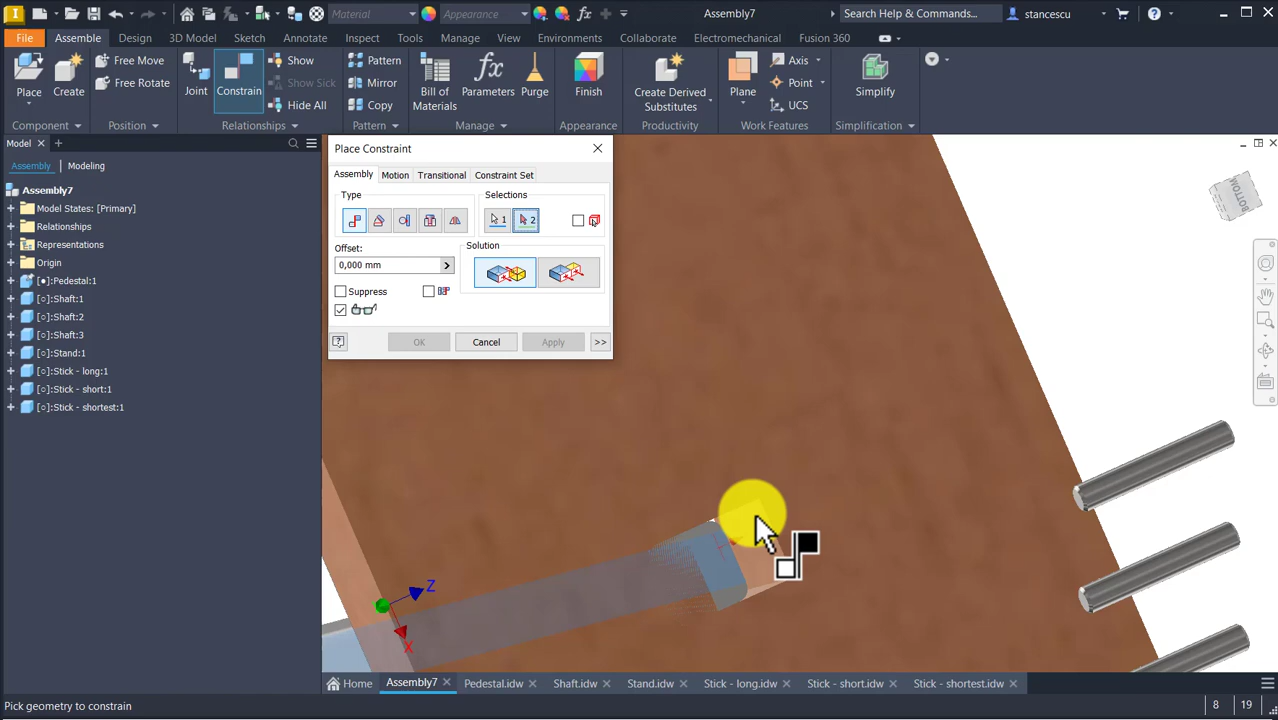 Material
Appearance
Assembly7
Search Help & Commands...
stancescu
File
Assemble
Design
3D Model
Sketch
Annotate
Inspect
Tools
Manage
View
Environments
Collaborate
Electromechanical
Fusion 360
Place
Create
Free Move
Free Rotate
Component
Position
Joint
Constrain
Show
Show Sick
Hide All
Relationships
Pattern
Mirror
Copy
Pattern
Bill of
Materials
fx
Parameters
Purge
Manage
Finish
Appearance
Create Derived
Substitutes
Productivity
Plane
Axis
Point
UCS
Work Features
Simplify
Simplification
Model
Assembly
Modeling
Assembly7
Model States: [Primary]
Relationships
Representations
Origin
[●]:Pedestal:1
[○]:Shaft:1
[○]:Shaft:2
[○]:Shaft:3
[○]:Stand:1
[○]:Stick - long:1
[○]:Stick - short:1
[○]:Stick - shortest:1
Place Constraint
Assembly
Motion
Transitional
Constraint Set
Type
Selections
1
2
Offset:
0,000 mm
Solution
Suppress
OK
Cancel
Apply
>>
BOTTOM
Z
X
Home
Assembly7
Pedestal.idw
Shaft.idw
Stand.idw
Stick - long.idw
Stick - short.idw
Stick - shortest.idw
Pick geometry to constrain
8
19